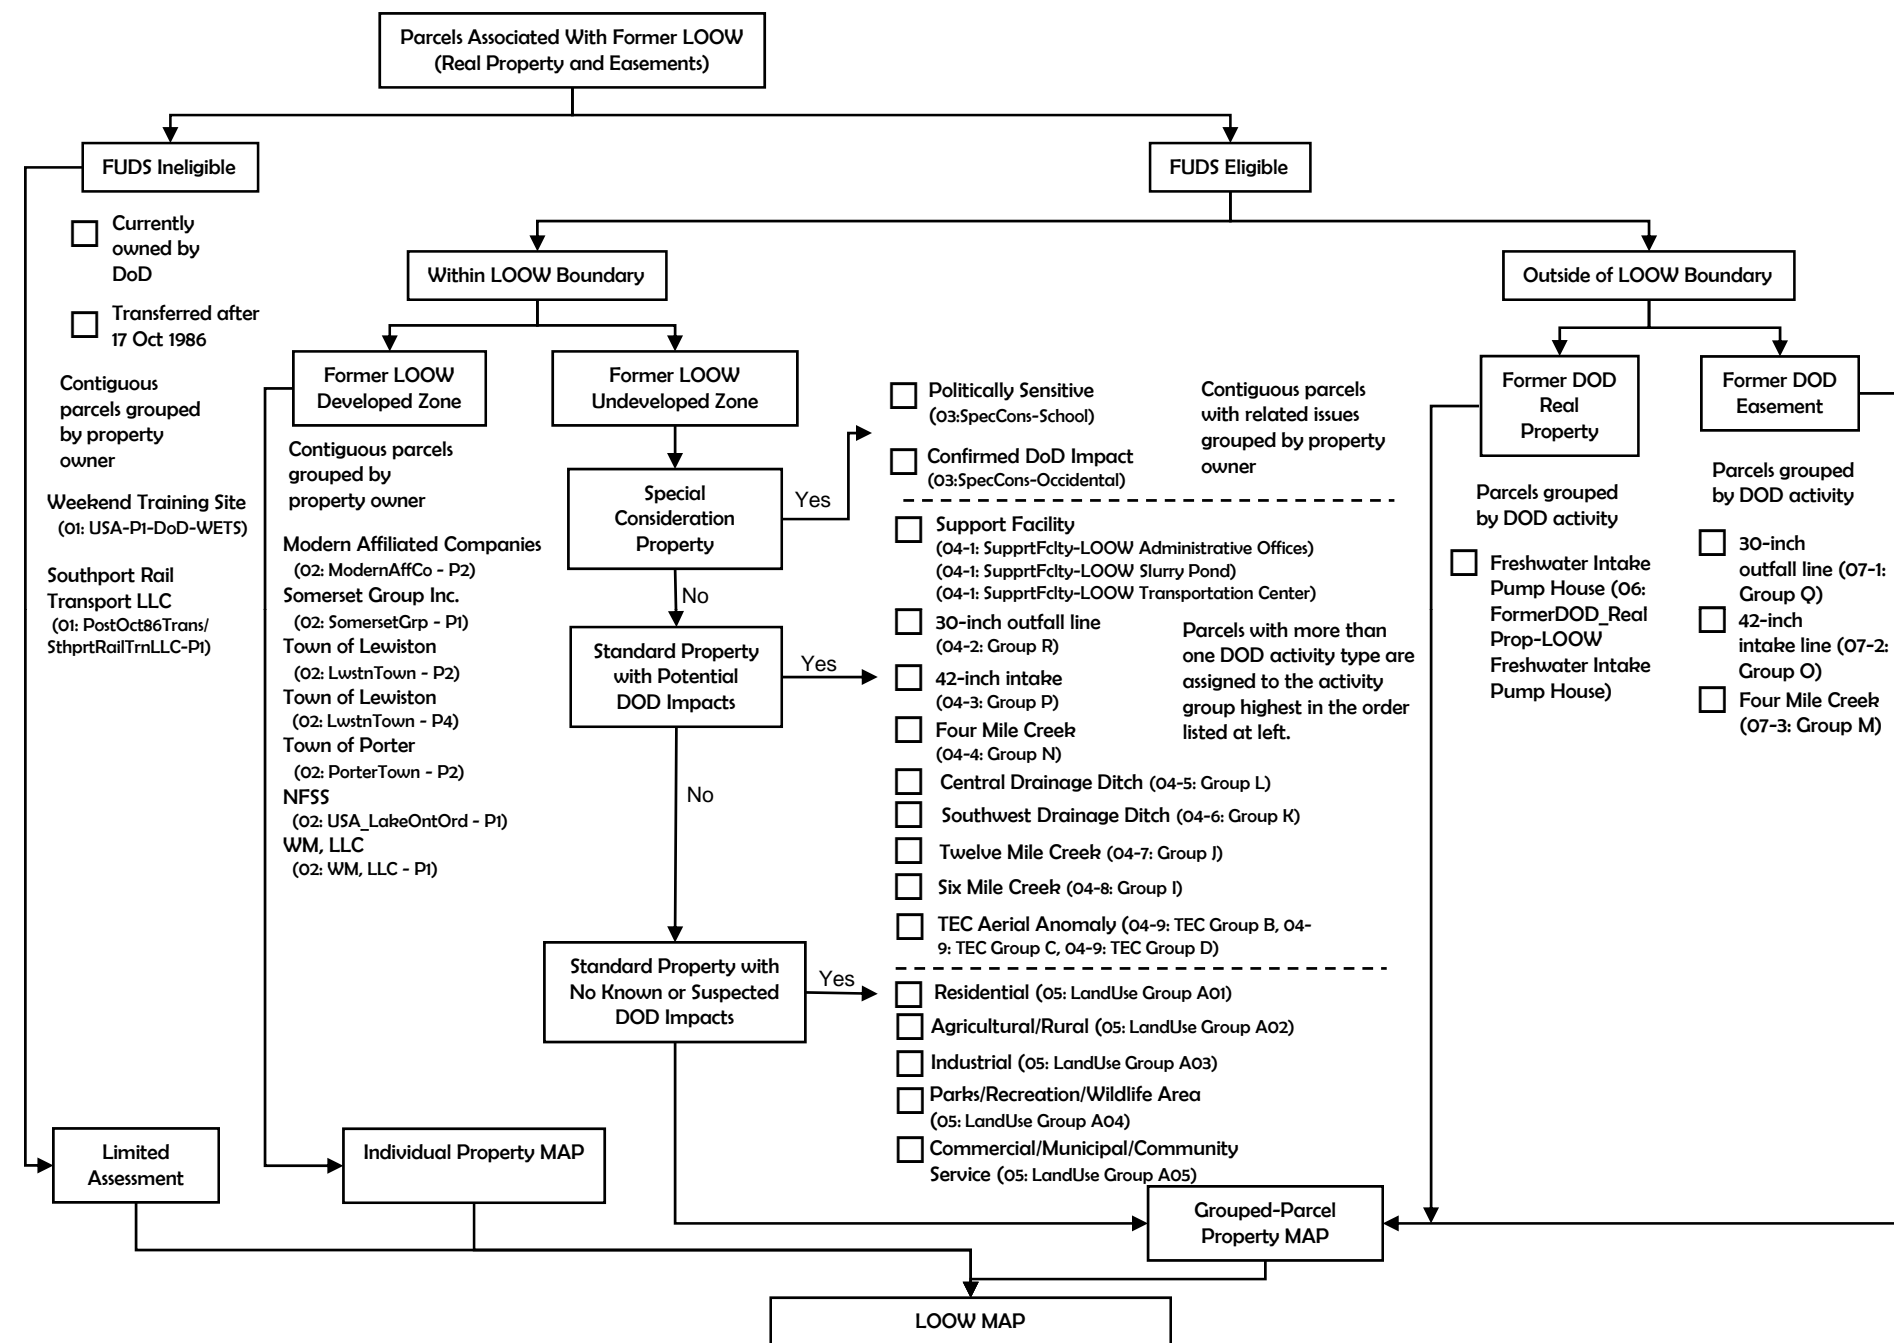 Parcels Associated With Former LOOW
(Real Property and Easements)
FUDS Ineligible
FUDS Eligible
Currently
owned by
DoD
Transferred after
17 Oct 1986
Contiguous
parcels grouped
by property
owner
Weekend Training Site
(01: USA-P1-DoD-WETS)
Southport Rail
Transport LLC
(01: PostOct86Trans/
SthprtRailTrnLLC-P1)
Within LOOW Boundary
Outside of LOOW Boundary
Former LOOW
Developed Zone
Former LOOW
Undeveloped Zone
Contiguous parcels
grouped by
property owner
Modern Affiliated Companies
(02: ModernAffCo - P2)
Somerset Group Inc.
(02: SomersetGrp - P1)
Town of Lewiston
(02: LwstnTown - P2)
Town of Lewiston
(02: LwstnTown - P4)
Town of Porter
(02: PorterTown - P2)
NFSS
(02: USA_LakeOntOrd - P1)
WM, LLC
(02: WM, LLC - P1)
Special
Consideration
Property
Yes
No
Standard Property
with Potential
DOD Impacts
Yes
No
Standard Property with
No Known or Suspected
DOD Impacts
Yes
Politically Sensitive
(03:SpecCons-School)
Confirmed DoD Impact
(03:SpecCons-Occidental)
Contiguous parcels
with related issues
grouped by property
owner
Support Facility
(04-1: SupprtFclty-LOOW Administrative Offices)
(04-1: SupprtFclty-LOOW Slurry Pond)
(04-1: SupprtFclty-LOOW Transportation Center)
30-inch outfall line
(04-2: Group R)
42-inch intake
(04-3: Group P)
Four Mile Creek
(04-4: Group N)
Parcels with more than
one DOD activity type are
assigned to the activity
group highest in the order
listed at left.
Central Drainage Ditch (04-5: Group L)
Southwest Drainage Ditch (04-6: Group K)
Twelve Mile Creek (04-7: Group J)
Six Mile Creek (04-8: Group I)
TEC Aerial Anomaly (04-9: TEC Group B, 04-
9: TEC Group C, 04-9: TEC Group D)
Residential (05: LandUse Group A01)
Agricultural/Rural (05: LandUse Group A02)
Industrial (05: LandUse Group A03)
Parks/Recreation/Wildlife Area
(05: LandUse Group A04)
Commercial/Municipal/Community
Service (05: LandUse Group A05)
Former DOD
Real
Property
Former DOD
Easement
Parcels grouped
by DOD activity
Freshwater Intake
Pump House (06:
FormerDOD_Real
Prop-LOOW
Freshwater Intake
Pump House)
Parcels grouped
by DOD activity
30-inch
outfall line (07-1:
Group Q)
42-inch
intake line (07-2:
Group O)
Four Mile Creek
(07-3: Group M)
Limited
Assessment
Individual Property MAP
Grouped-Parcel
Property MAP
LOOW MAP